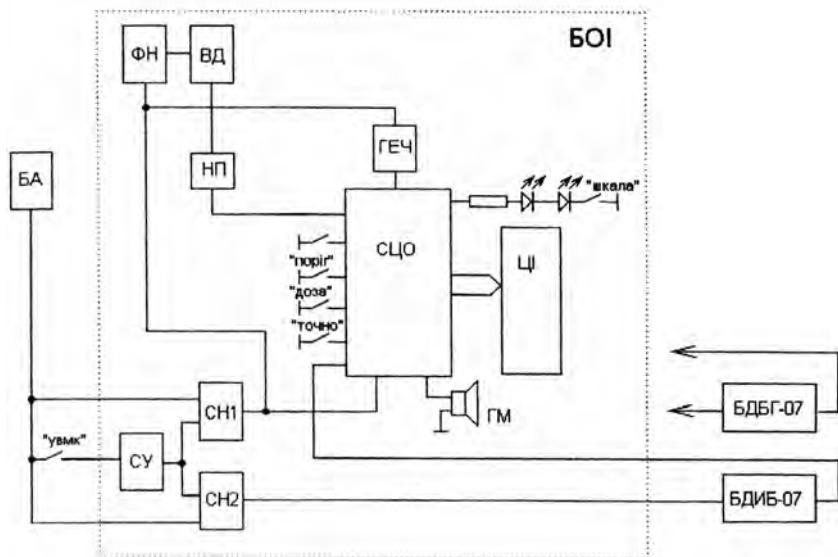 БОІ
ФН
ВД
ГЕЧ
НП
БА
"шкала"
СЦО
ЦІ
"поріг"
"доза"
"точно"
СН1
ГМ
БДБГ-07
"увмк"
СУ
СН2
БДИБ-07